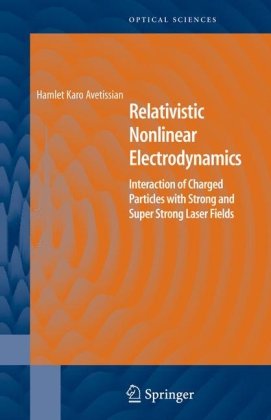 OPTICAL SCIENCES
Hamlet Karo Avetissian
Relativistic
Nonlinear
Electrodynamics
Interaction of Charged
Particles with Strong and
Super Strong Laser Fields
Springer